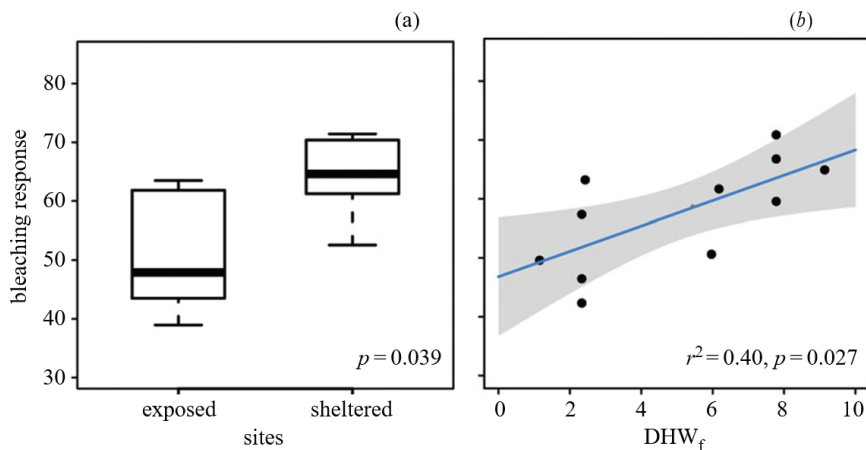 (a)
(b)
bleaching response
80
70
60
50
40
30
p = 0.039
exposed sheltered
sites
r² = 0.40, p = 0.027
0 2 4 6 8 10
DHWf